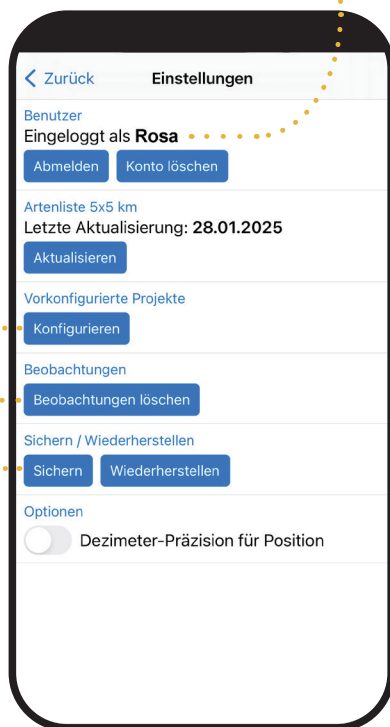 Zurück Einstellungen
Benutzer
Eingeloggt als Rosa
Abmelden Konto löschen
Artenliste 5x5 km
Letzte Aktualisierung: 28.01.2025
Aktualisieren
Vorkonfigurierte Projekte
Konfigurieren
Beobachtungen
Beobachtungen löschen
Sichern / Wiederherstellen
Sichern Wiederherstellen
Optionen
Dezimeter-Präzision für Position